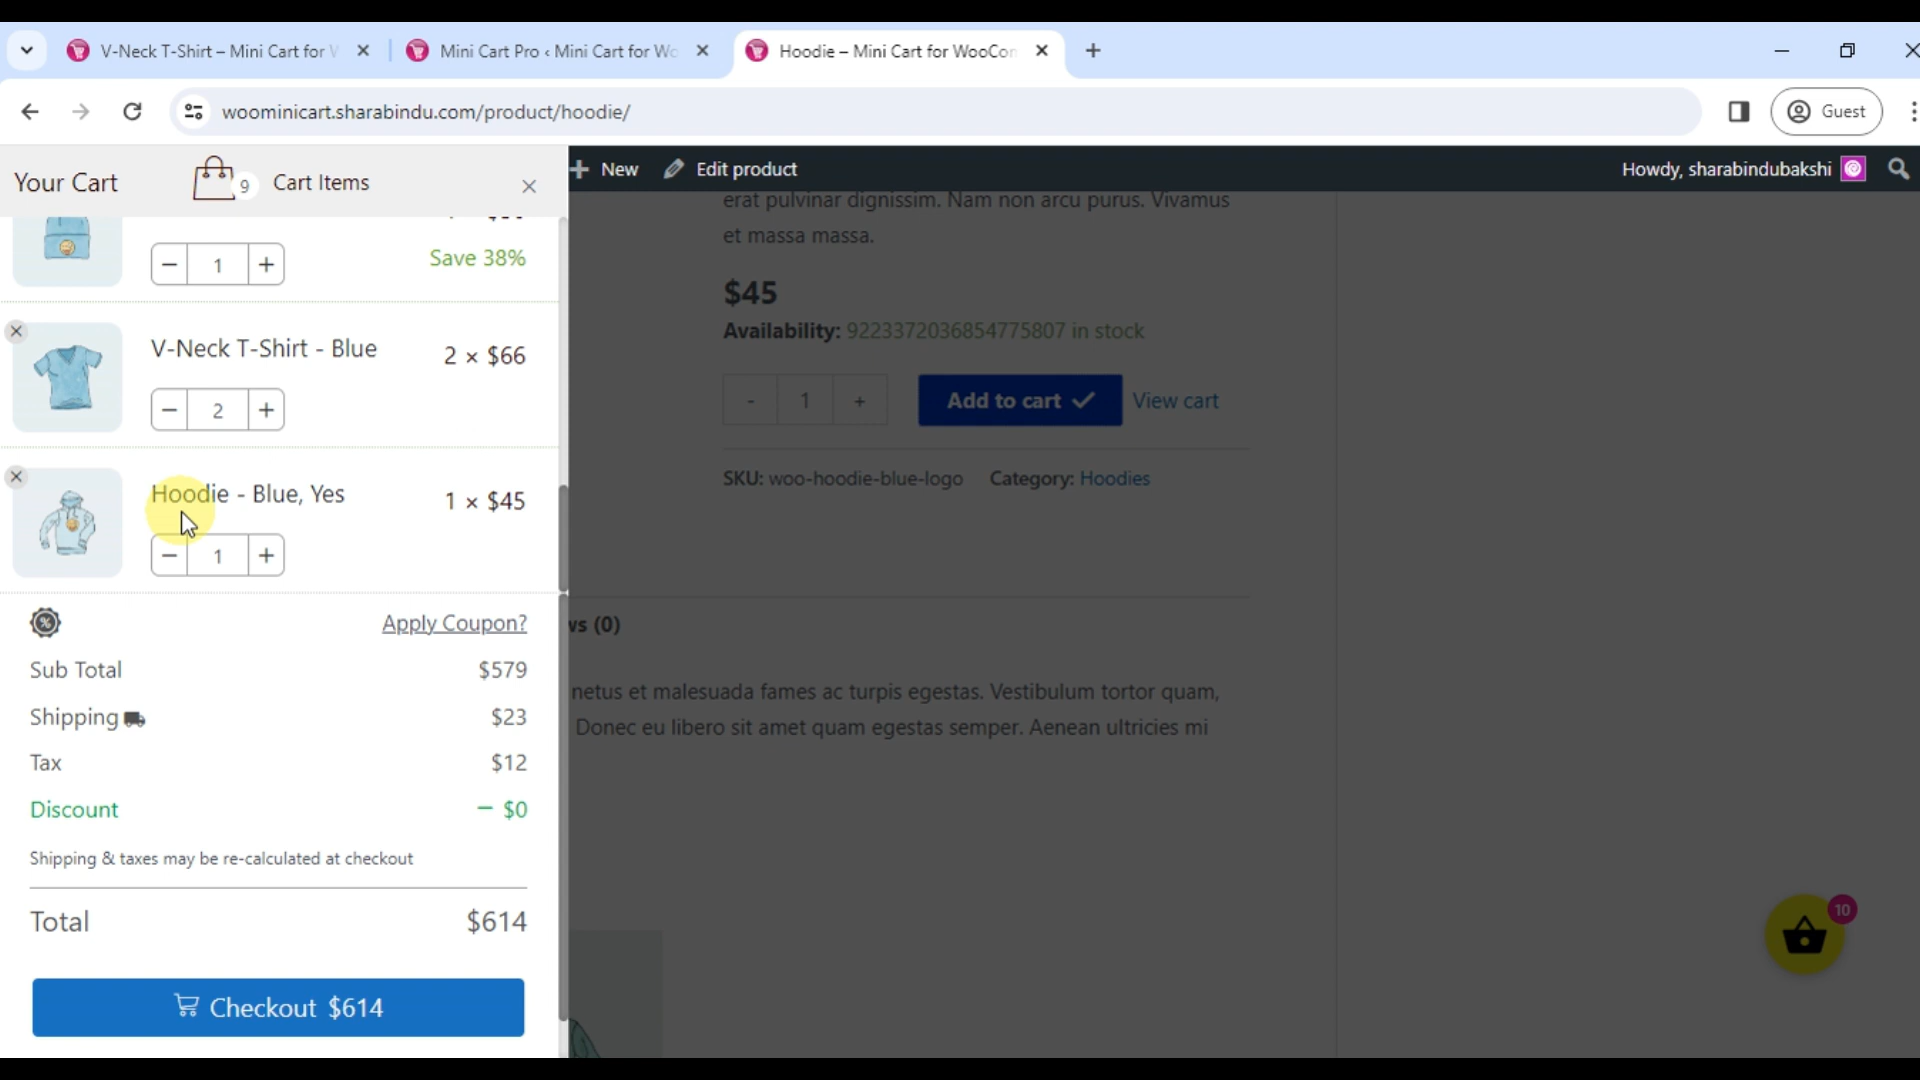 V-Neck T-Shirt – Mini Cart for
Mini Cart Pro ‹ Mini Cart for Wo
Hoodie – Mini Cart for WooCon
woominicart.sharabindu.com/product/hoodie/
Guest
Your Cart
9
Cart Items
New
Edit product
Howdy, sharabindubakshi
1
Save 38%
V-Neck T-Shirt - Blue
2 × $66
− 2 +
Hoodie - Blue, Yes
1 × $45
− 1 +
Apply Coupon?
Sub Total $579
Shipping $23
Tax $12
Discount − $0
Shipping & taxes may be re-calculated at checkout
Total $614
Checkout $614
erat pulvinar dignissim. Nam non arcu purus. Vivamus
et massa massa.
$45
Availability: 9223372036854775807 in stock
- 1 +
Add to cart ✓
View cart
SKU: woo-hoodie-blue-logo Category: Hoodies
ws (0)
netus et malesuada fames ac turpis egestas. Vestibulum tortor quam,
Donec eu libero sit amet quam egestas semper. Aenean ultricies mi
10